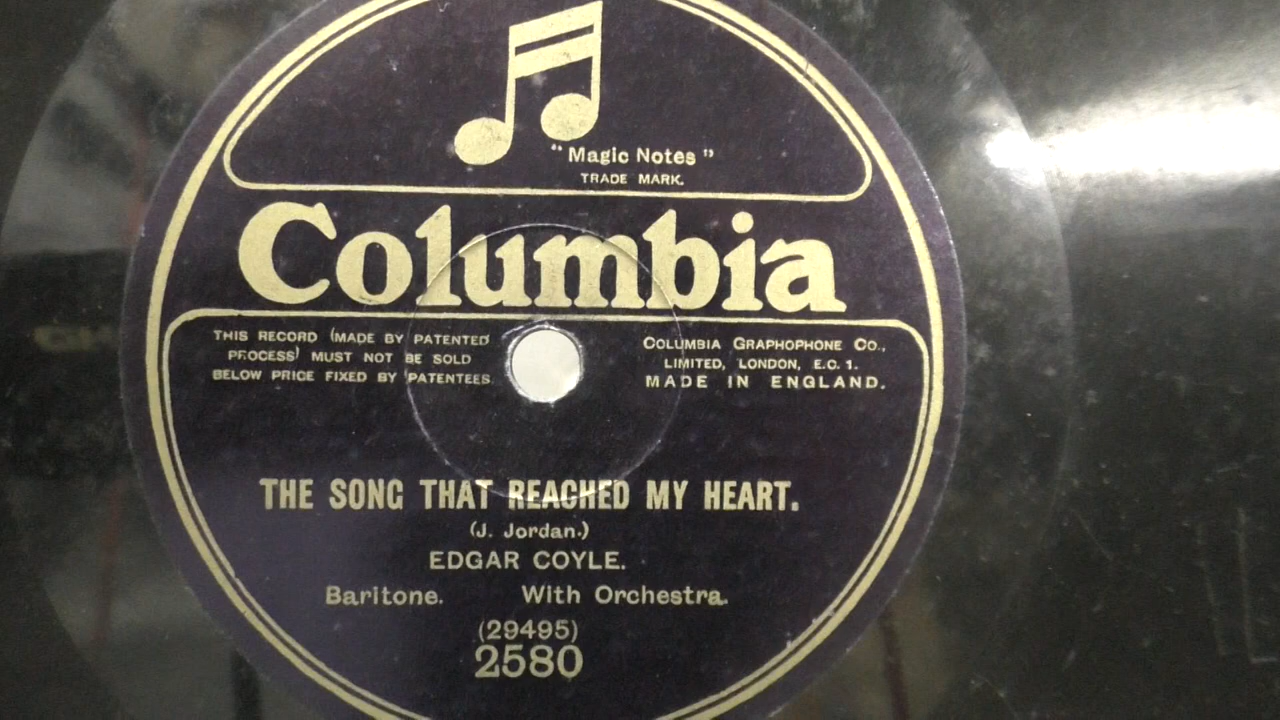 “Magic Notes”
TRADE MARK.
Columbia
THIS RECORD (MADE BY PATENTED
PROCESS) MUST NOT BE SOLD
BELOW PRICE FIXED BY PATENTEES.
COLUMBIA GRAPHOPHONE CO.,
LIMITED, LONDON, E.C. 1.
MADE IN ENGLAND.
THE SONG THAT REACHED MY HEART.
(J. Jordan.)
EDGAR COYLE.
Baritone. With Orchestra.
(29495)
2580